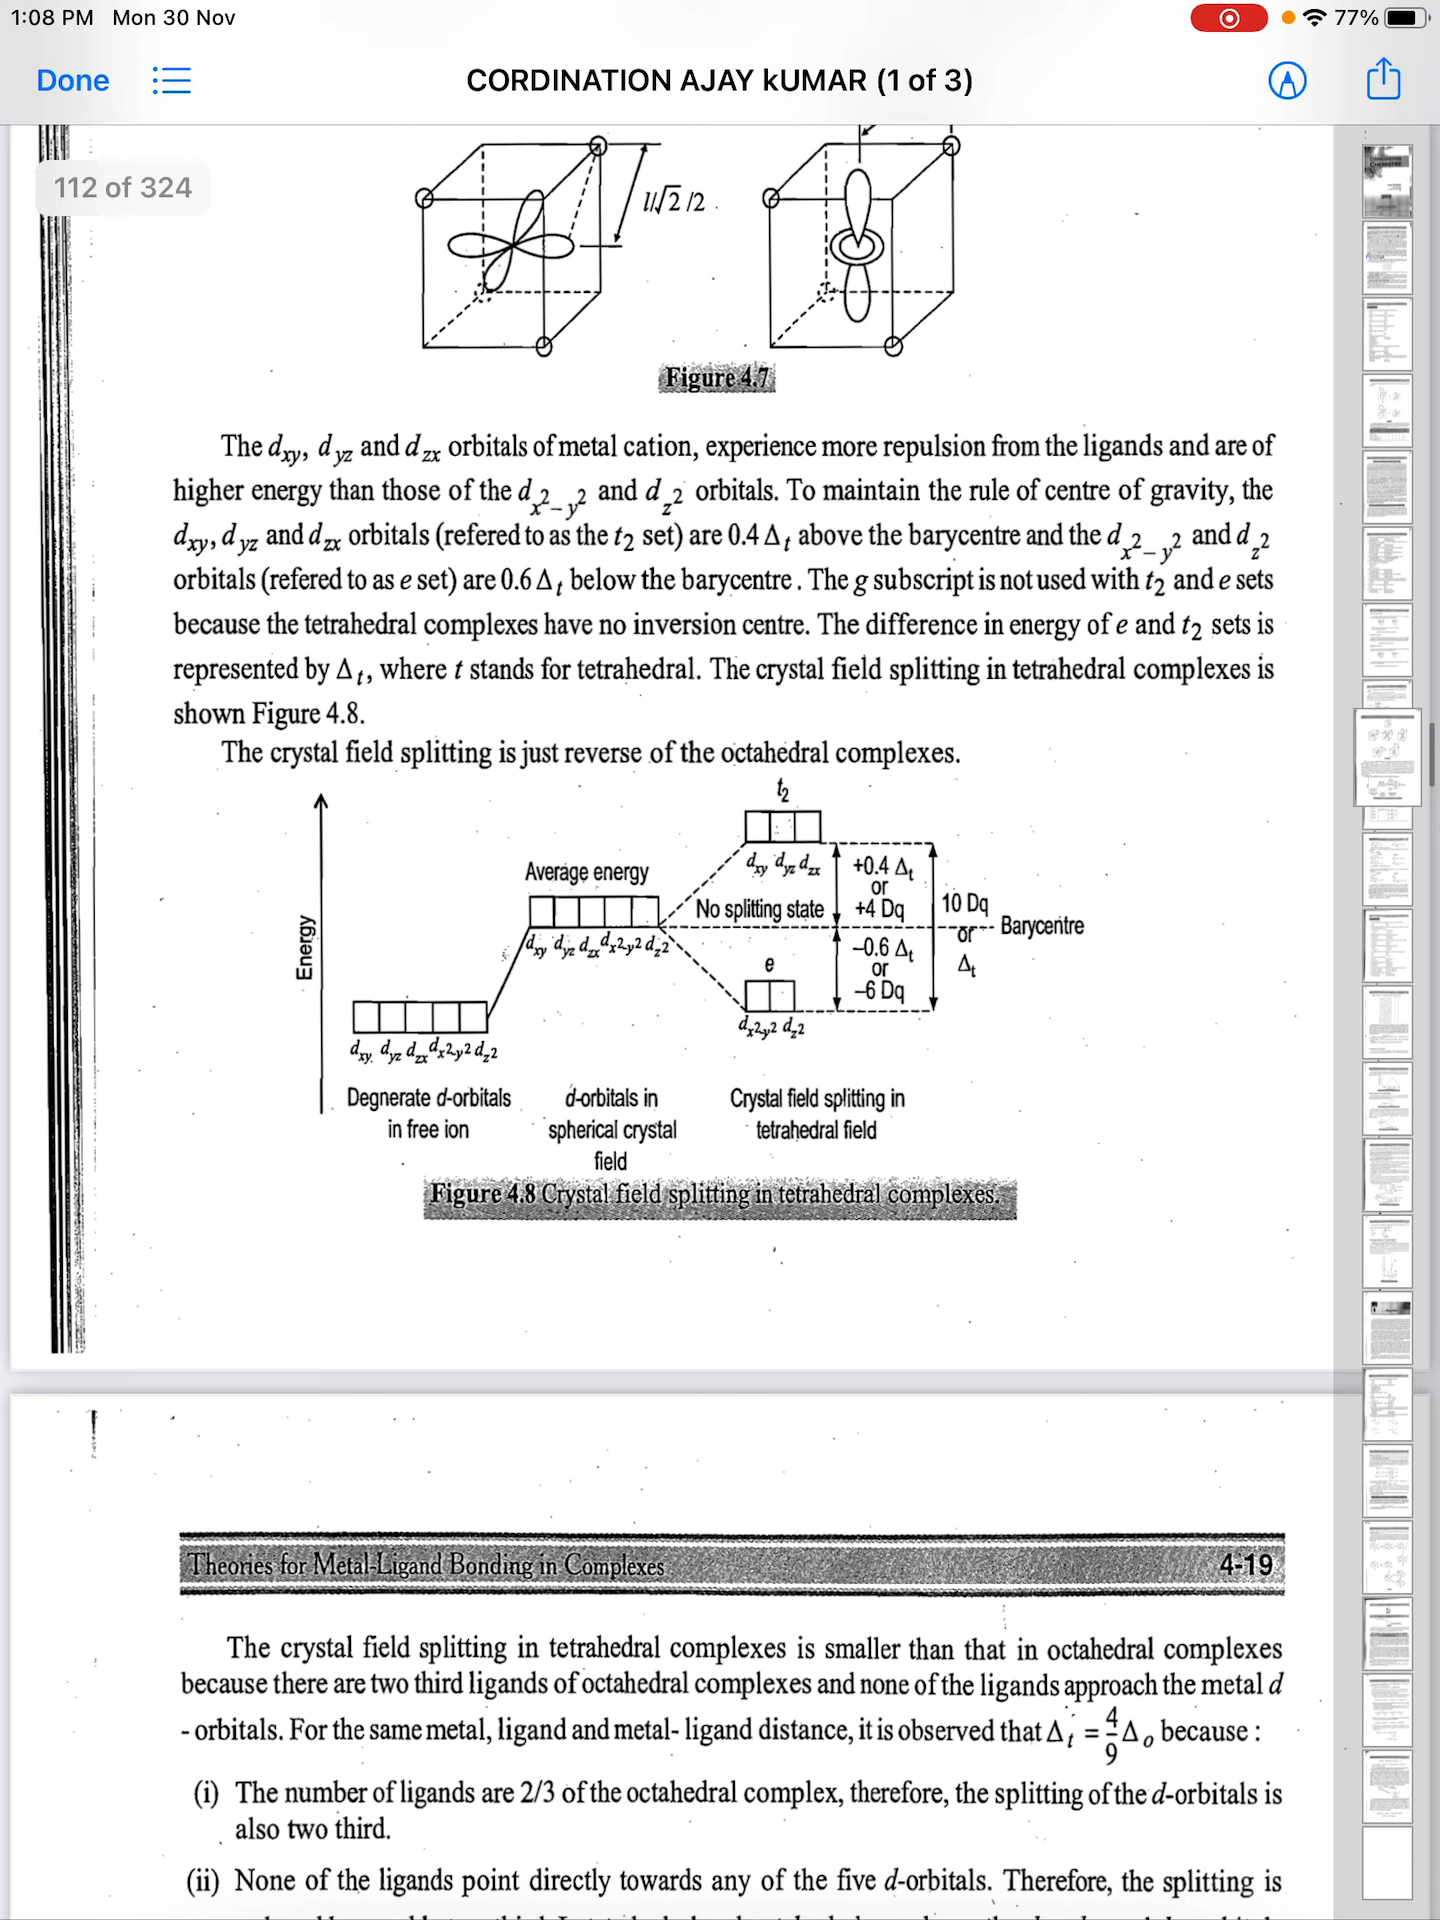 1:08 PM Mon 30 Nov
77%
Done
CORDINATION AJAY kUMAR (1 of 3)
112 of 324
l√2/2
Figure 4.7
The dxy, dyz and dzx orbitals of metal cation, experience more repulsion from the ligands and are of
higher energy than those of the dx²–y² and dz² orbitals. To maintain the rule of centre of gravity, the
dxy, dyz and dzx orbitals (refered to as the t₂ set) are 0.4 Δt above the barycentre and the dx²–y² and dz²
orbitals (refered to as e set) are 0.6 Δt below the barycentre. The g subscript is not used with t₂ and e sets
because the tetrahedral complexes have no inversion centre. The difference in energy of e and t₂ sets is
represented by Δt, where t stands for tetrahedral. The crystal field splitting in tetrahedral complexes is
shown Figure 4.8.
The crystal field splitting is just reverse of the octahedral complexes.
Energy
t₂
dxy dyz dzx
Average energy
dxy dyz dzx dx²y² dz²
No splitting state
+0.4 Δt
or
+4 Dq
–0.6 Δt
or
–6 Dq
10 Dq
or
Δt
Barycentre
e
dx²y² dz²
dxy dyz dzx dx²y² dz²
Degnerate d-orbitals
in free ion
d-orbitals in
spherical crystal
field
Crystal field splitting in
tetrahedral field
Figure 4.8 Crystal field splitting in tetrahedral complexes.
Theories for Metal-Ligand Bonding in Complexes 4-19
The crystal field splitting in tetrahedral complexes is smaller than that in octahedral complexes
because there are two third ligands of octahedral complexes and none of the ligands approach the metal d
- orbitals. For the same metal, ligand and metal- ligand distance, it is observed that Δt = 4/9 Δo because :
(i) The number of ligands are 2/3 of the octahedral complex, therefore, the splitting of the d-orbitals is
also two third.
(ii) None of the ligands point directly towards any of the five d-orbitals. Therefore, the splitting is